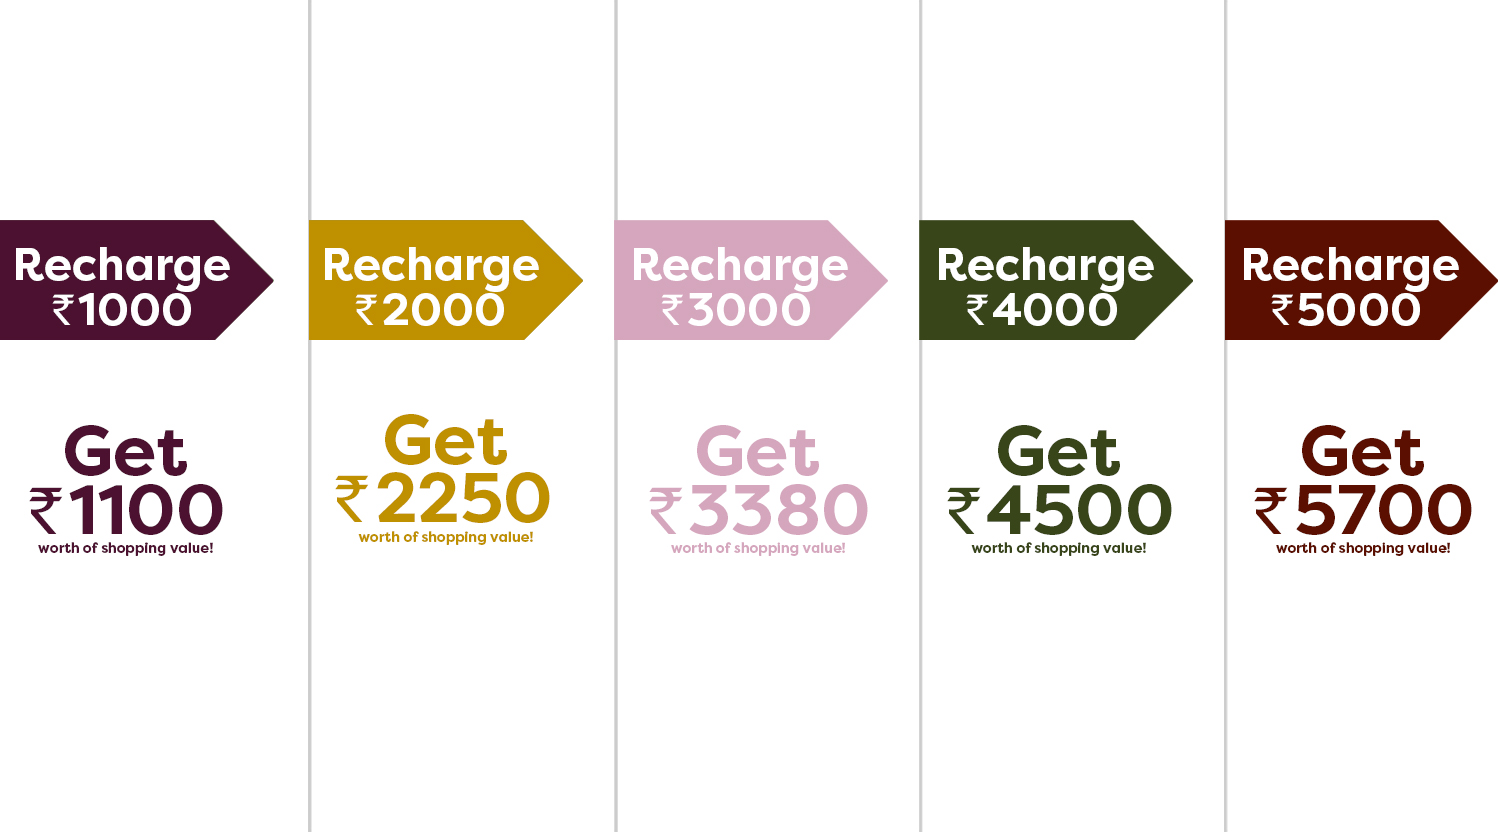 Recharge
₹1000
Get
₹1100
worth of shopping value!
Recharge
₹2000
Get
₹2250
worth of shopping value!
Recharge
₹3000
Get
₹3380
worth of shopping value!
Recharge
₹4000
Get
₹4500
worth of shopping value!
Recharge
₹5000
Get
₹5700
worth of shopping value!